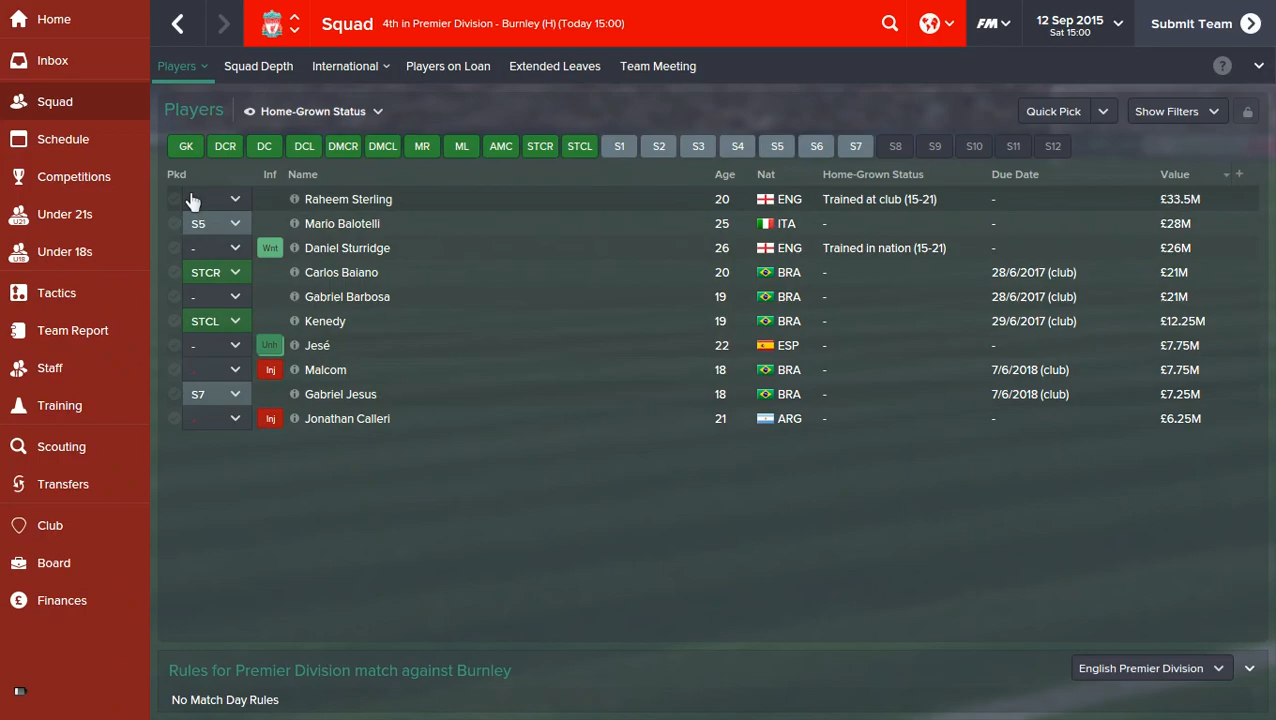 Home
Inbox
Squad
Schedule
Competitions
U21 Under 21s
U18 Under 18s
Tactics
Team Report
Staff
Training
Scouting
Transfers
Club
Board
£ Finances
Squad 4th in Premier Division - Burnley (H) (Today 15:00)
FM
12 Sep 2015
Sat 15:00
Submit Team
Players Squad Depth International Players on Loan Extended Leaves Team Meeting ?
Players Home-Grown Status Quick Pick Show Filters
GK DCR DC DCL DMCR DMCL MR ML AMC STCR STCL S1 S2 S3 S4 S5 S6 S7 S8 S9 S10 S11 S12
Pkd Inf Name Age Nat Home-Grown Status Due Date Value +
Raheem Sterling 20 ENG Trained at club (15-21) - £33.5M
S5 Mario Balotelli 25 ITA - - £28M
- Wnt Daniel Sturridge 26 ENG Trained in nation (15-21) - £26M
STCR Carlos Baiano 20 BRA - 28/6/2017 (club) £21M
- Gabriel Barbosa 19 BRA - 28/6/2017 (club) £21M
STCL Kenedy 19 BRA - 29/6/2017 (club) £12.25M
- Unh Jesé 22 ESP - - £7.75M
- Inj Malcom 18 BRA - 7/6/2018 (club) £7.75M
S7 Gabriel Jesus 18 BRA - 7/6/2018 (club) £7.25M
- Inj Jonathan Calleri 21 ARG - - £6.25M
Rules for Premier Division match against Burnley English Premier Division
No Match Day Rules